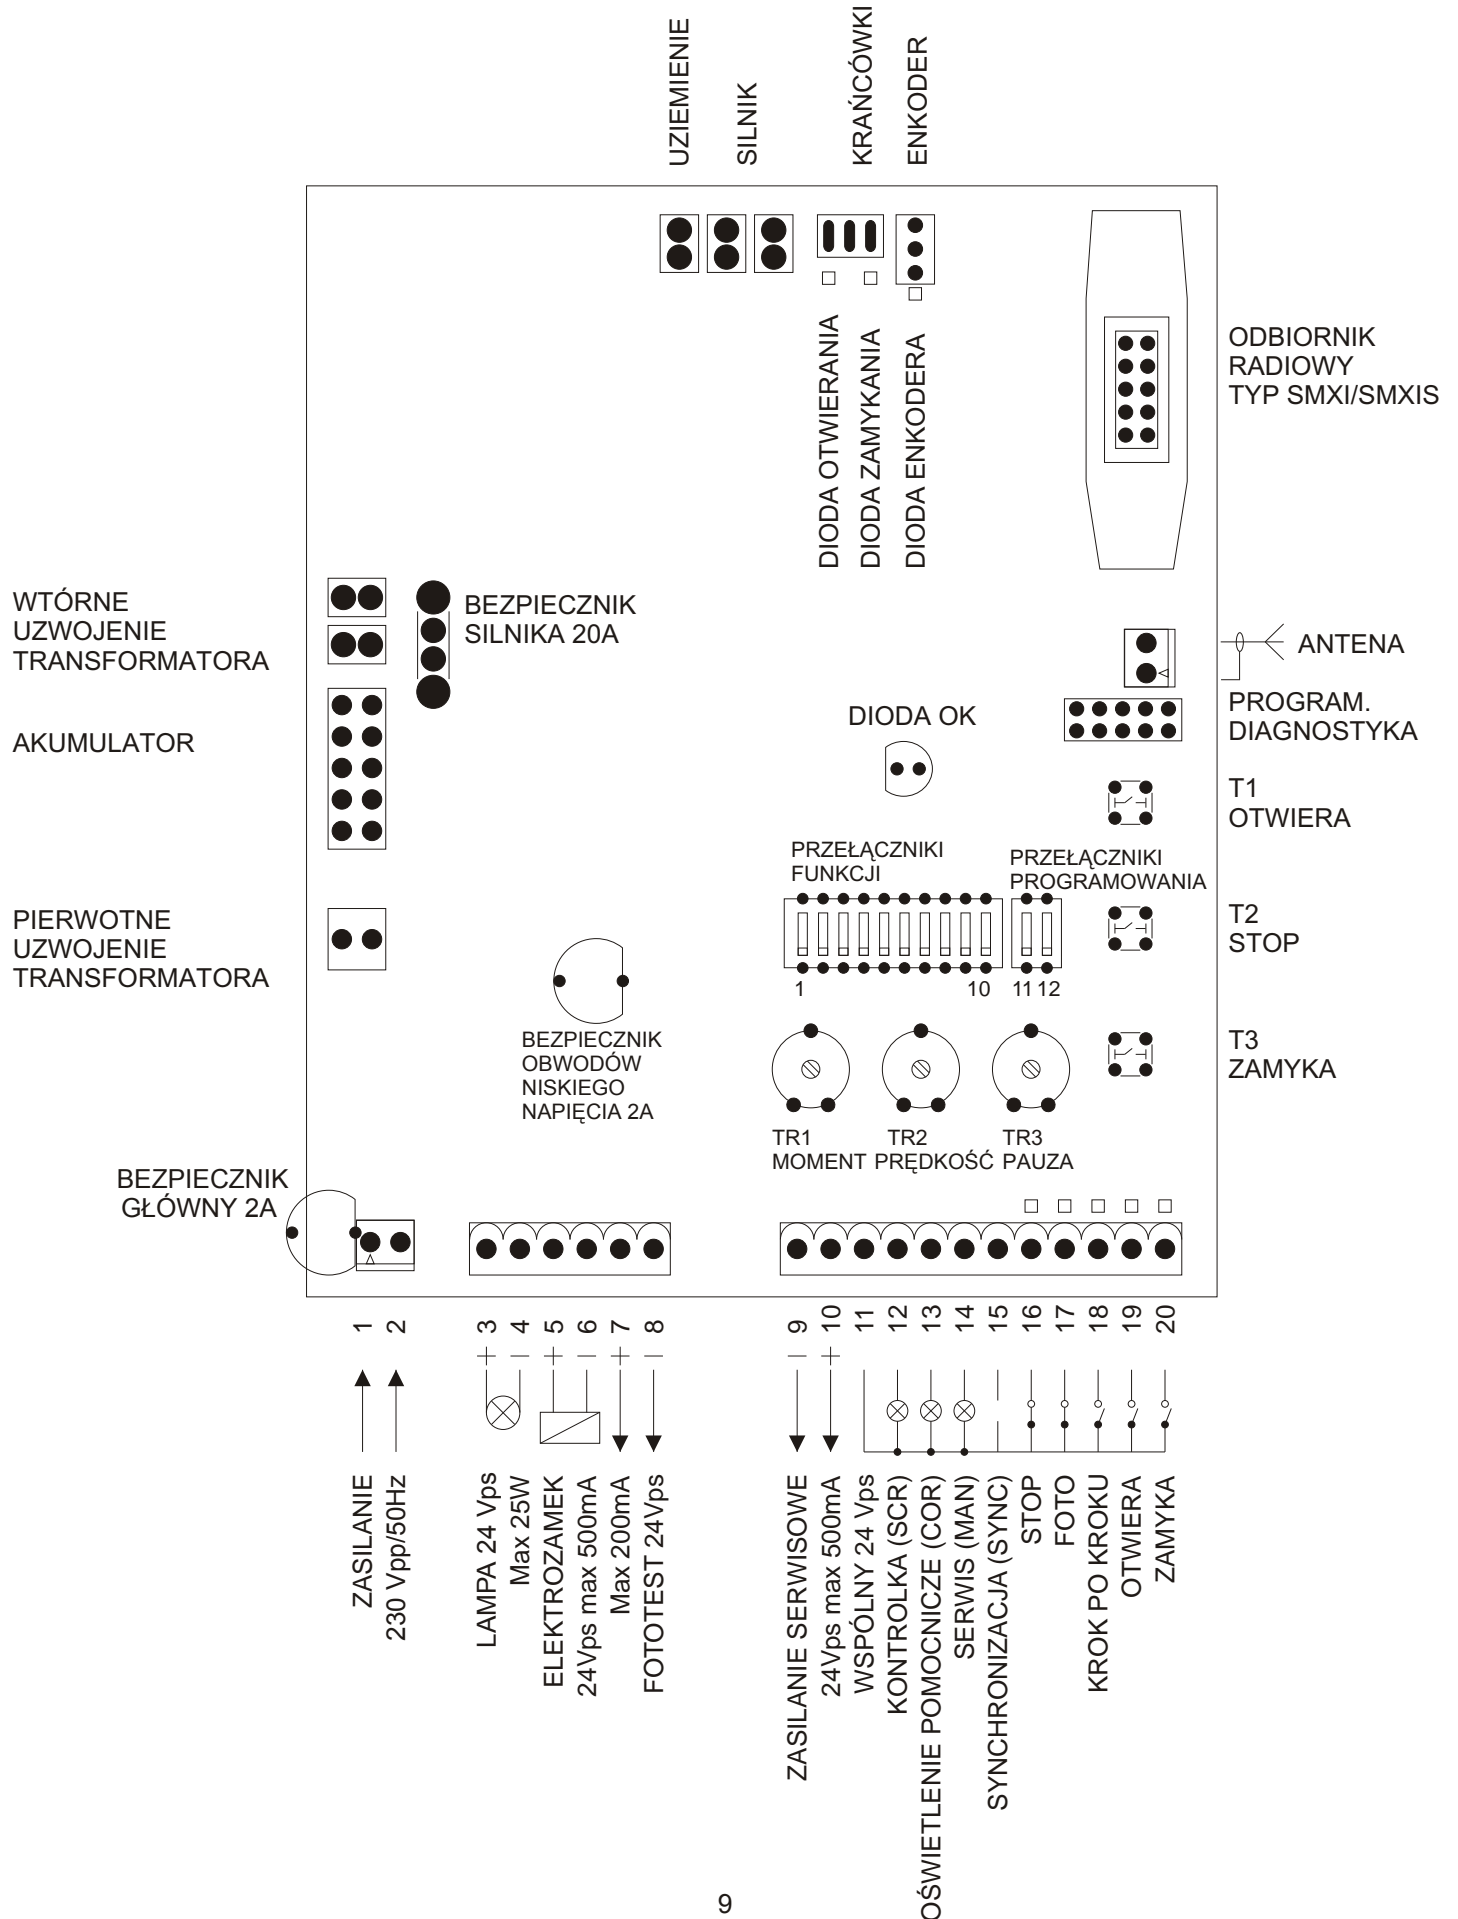 UZIEMIENIE
SILNIK
KRAŃCÓWKI
ENKODER
DIODA OTWIERANIA
DIODA ZAMYKANIA
DIODA ENKODERA
ODBIORNIK
RADIOWY
TYP SMXI/SMXIS
WTÓRNE
UZWOJENIE
TRANSFORMATORA
BEZPIECZNIK
SILNIKA 20A
ANTENA
AKUMULATOR
DIODA OK
PROGRAM.
DIAGNOSTYKA
T1
OTWIERA
PRZEŁĄCZNIKI
FUNKCJI
PRZEŁĄCZNIKI
PROGRAMOWANIA
PIERWOTNE
UZWOJENIE
TRANSFORMATORA
T2
STOP
1
10
11 12
BEZPIECZNIK
OBWODÓW
NISKIEGO
NAPIĘCIA 2A
T3
ZAMYKA
TR1
MOMENT
TR2
PRĘDKOŚĆ
TR3
PAUZA
BEZPIECZNIK
GŁÓWNY 2A
1
2
3
4
5
6
7
8
9
10
11
12
13
14
15
16
17
18
19
20
+
–
+
–
+
–
–
+
ZASILANIE
230 Vpp/50Hz
LAMPA 24 Vps
Max 25W
ELEKTROZAMEK
24Vps max 500mA
Max 200mA
FOTOTEST 24Vps
ZASILANIE SERWISOWE
24Vps max 500mA
WSPÓLNY 24 Vps
KONTROLKA (SCR)
OŚWIETLENIE POMOCNICZE (COR)
SERWIS (MAN)
SYNCHRONIZACJA (SYNC)
STOP
FOTO
KROK PO KROKU
OTWIERA
ZAMYKA
9